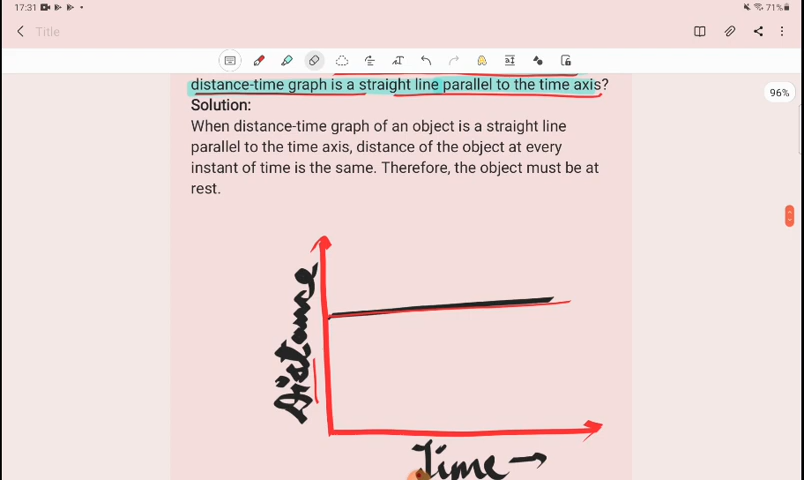 17:31
71%
Title
96%
distance-time graph is a straight line parallel to the time axis?
Solution:
When distance-time graph of an object is a straight line
parallel to the time axis, distance of the object at every
instant of time is the same. Therefore, the object must be at
rest.
Distance
Time →